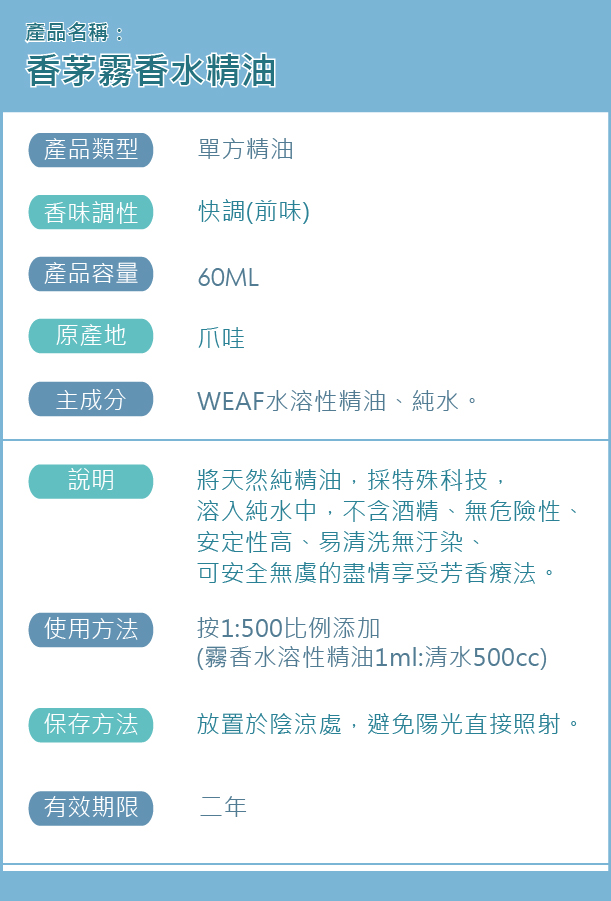 產品名稱：
香茅霧香水精油
產品類型 單方精油
香味調性 快調(前味)
產品容量 60ML
原產地 爪哇
主成分 WEAF水溶性精油、純水。
說明 將天然純精油，採特殊科技，
溶入純水中，不含酒精、無危險性、
安定性高、易清洗無汙染、
可安全無虞的盡情享受芳香療法。
使用方法 按1:500比例添加
(霧香水溶性精油1ml:清水500cc)
保存方法 放置於陰涼處，避免陽光直接照射。
有效期限 二年